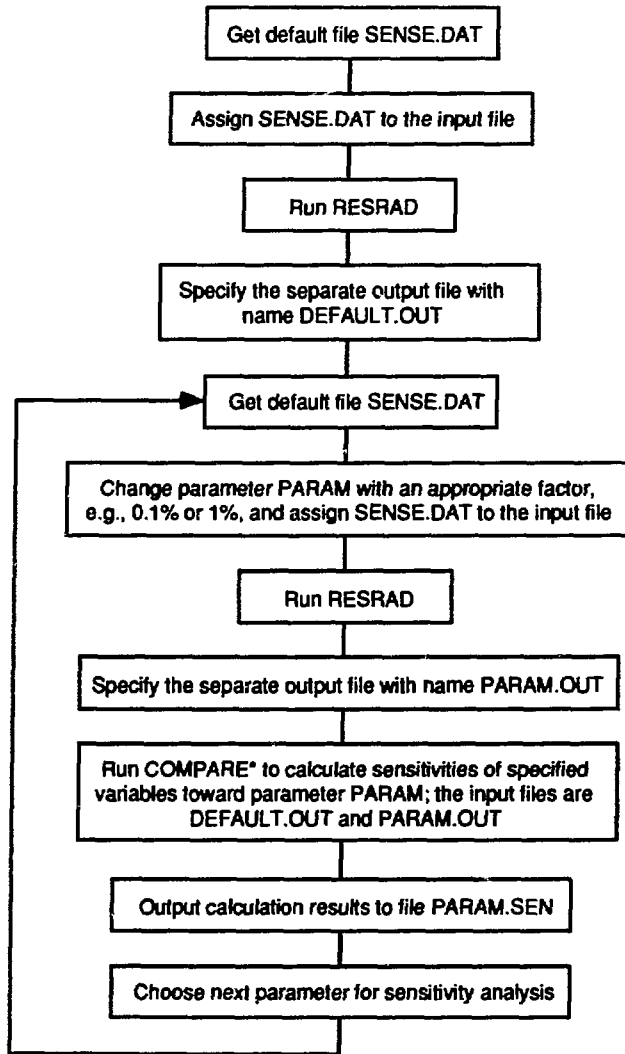 Get default file SENSE.DAT
Assign SENSE.DAT to the input file
Run RESRAD
Specify the separate output file with
name DEFAULT.OUT
Get default file SENSE.DAT
Change parameter PARAM with an appropriate factor,
e.g., 0.1% or 1%, and assign SENSE.DAT to the input file
Run RESRAD
Specify the separate output file with name PARAM.OUT
Run COMPARE* to calculate sensitivities of specified
variables toward parameter PARAM; the input files are
DEFAULT.OUT and PARAM.OUT
Output calculation results to file PARAM.SEN
Choose next parameter for sensitivity analysis